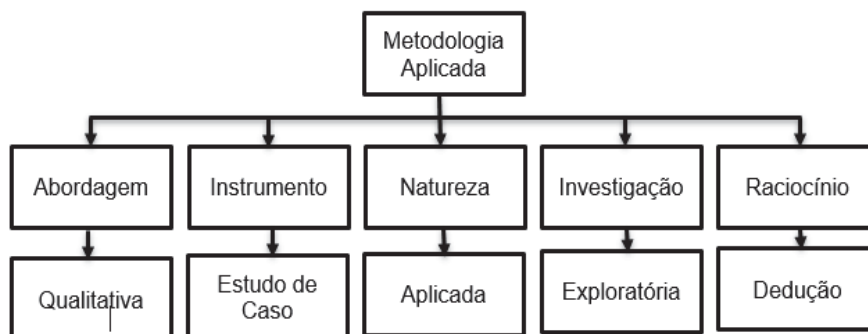 Metodologia
Aplicada
Abordagem
Instrumento
Natureza
Investigação
Raciocínio
Qualitativa
Estudo de
Caso
Aplicada
Exploratória
Dedução